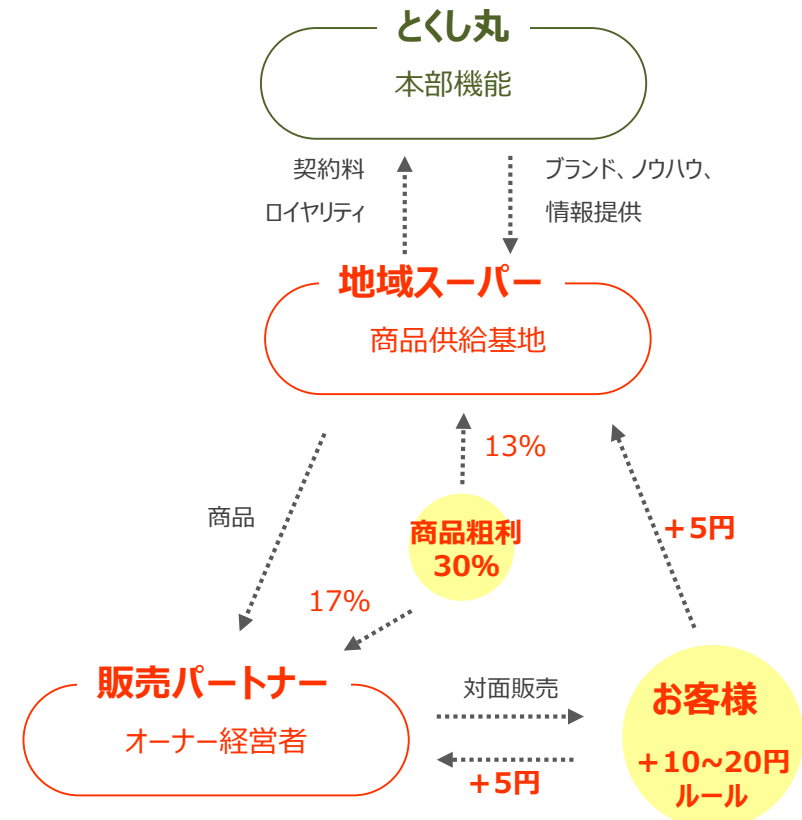 とくし丸
本部機能
契約料
ロイヤリティ
ブランド、ノウハウ、
情報提供
地域スーパー
商品供給基地
13%
商品
商品粗利
30%
+5円
17%
販売パートナー
オーナー経営者
対面販売
+5円
お客様
+10~20円
ルール